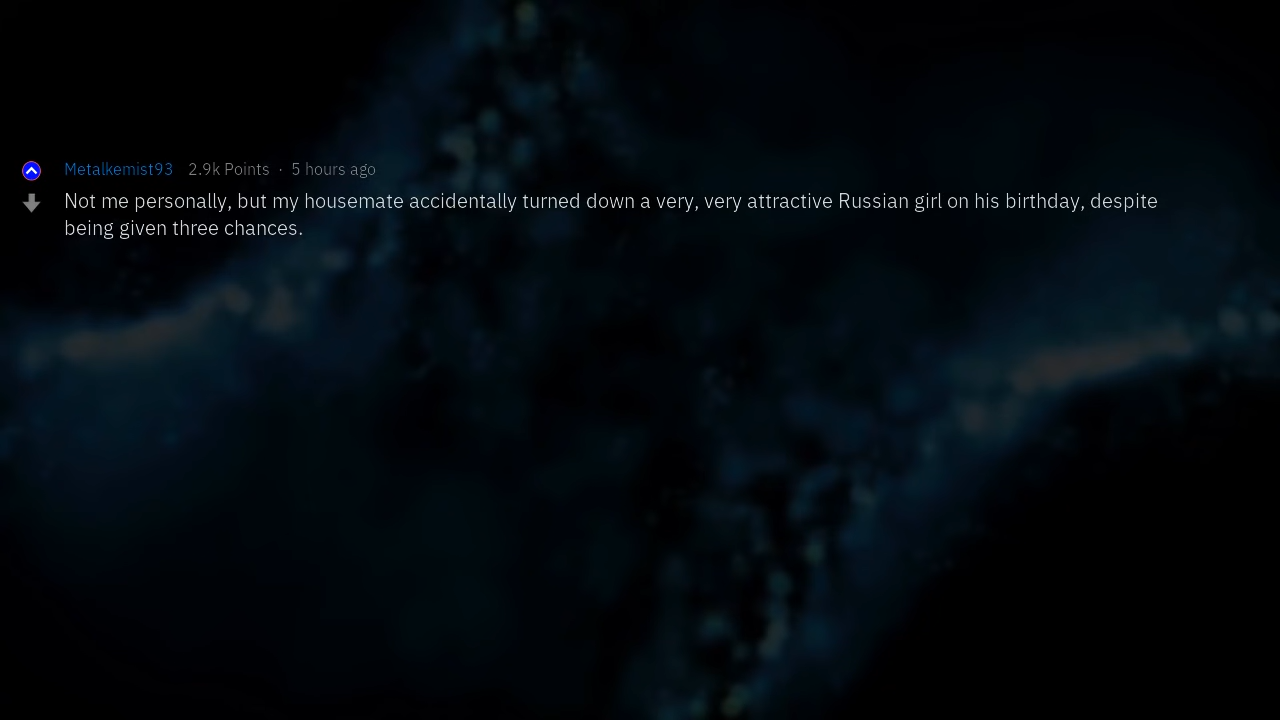 Metalkemist93 2.9k Points · 5 hours ago
Not me personally, but my housemate accidentally turned down a very, very attractive Russian girl on his birthday, despite
being given three chances.